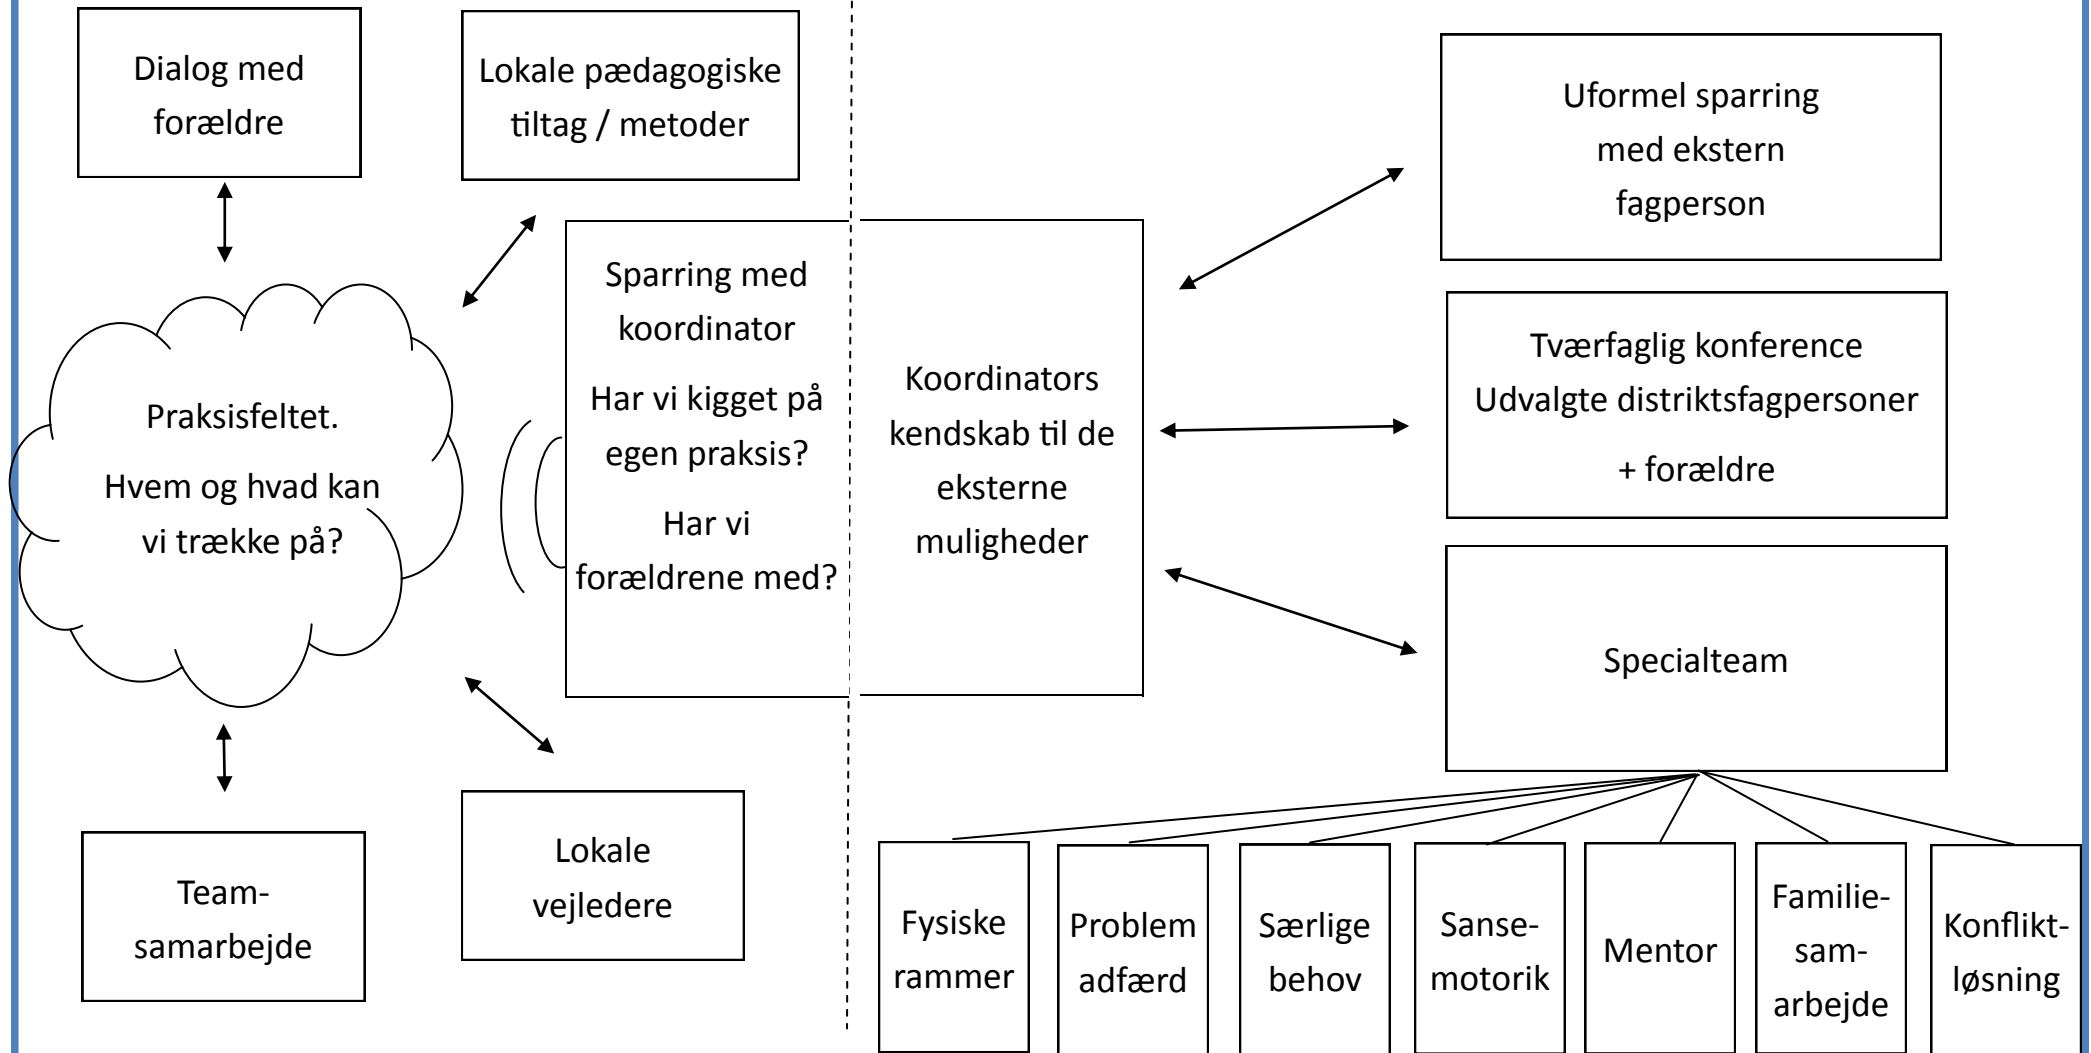 Dialog med
forældre
Lokale pædagogiske
tiltag / metoder
Uformel sparring
med ekstern
fagperson
Praksisfeltet.
Hvem og hvad kan
vi trække på?
Sparring med
koordinator
Har vi kigget på
egen praksis?
Har vi
forældrene med?
Koordinators
kendskab til de
eksterne
muligheder
Tværfaglig konference
Udvalgte distriktsfagpersoner
+ forældre
Specialteam
Team-
samarbejde
Lokale
vejledere
Fysiske
rammer
Problem
adfærd
Særlige
behov
Sanse-
motorik
Mentor
Familie-
sam-
arbejde
Konflikt-
løsning